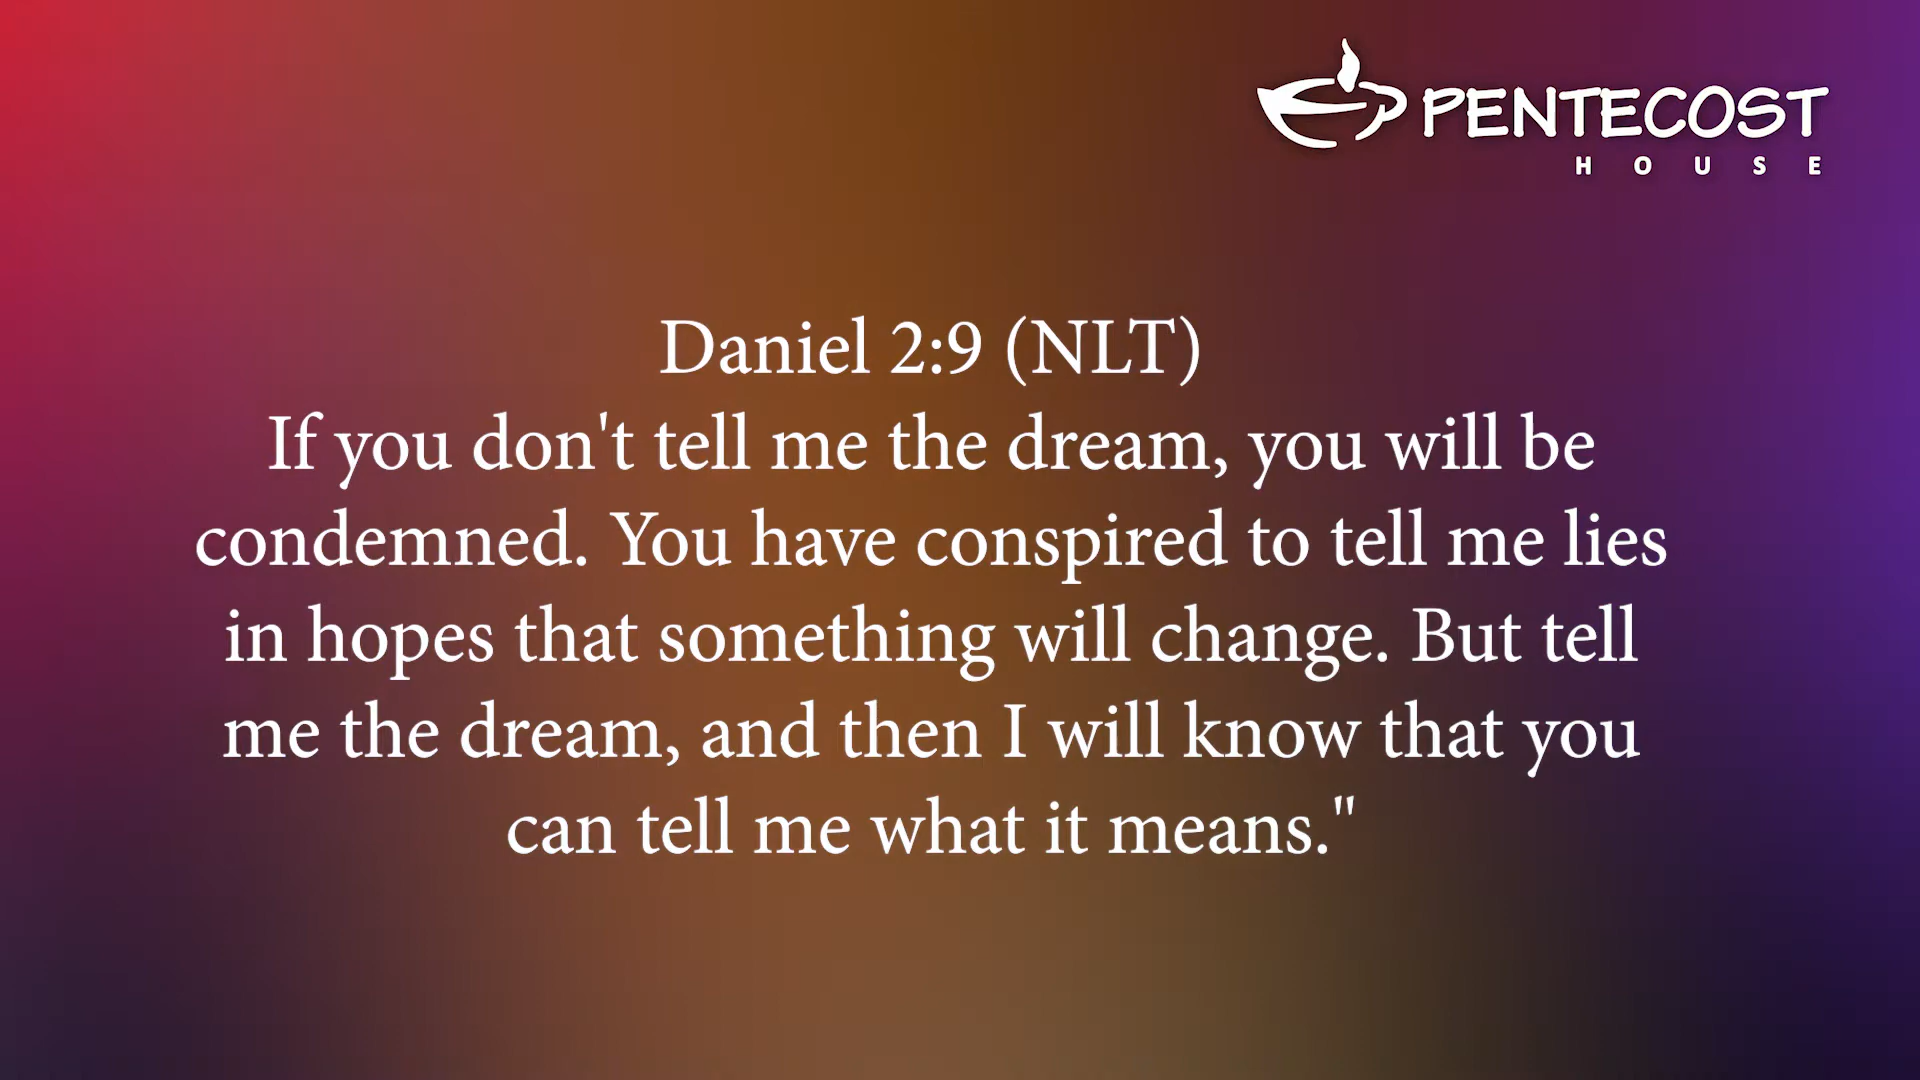 PENTECOST
HOUSE
Daniel 2:9 (NLT)
If you don't tell me the dream, you will be
condemned. You have conspired to tell me lies
in hopes that something will change. But tell
me the dream, and then I will know that you
can tell me what it means."